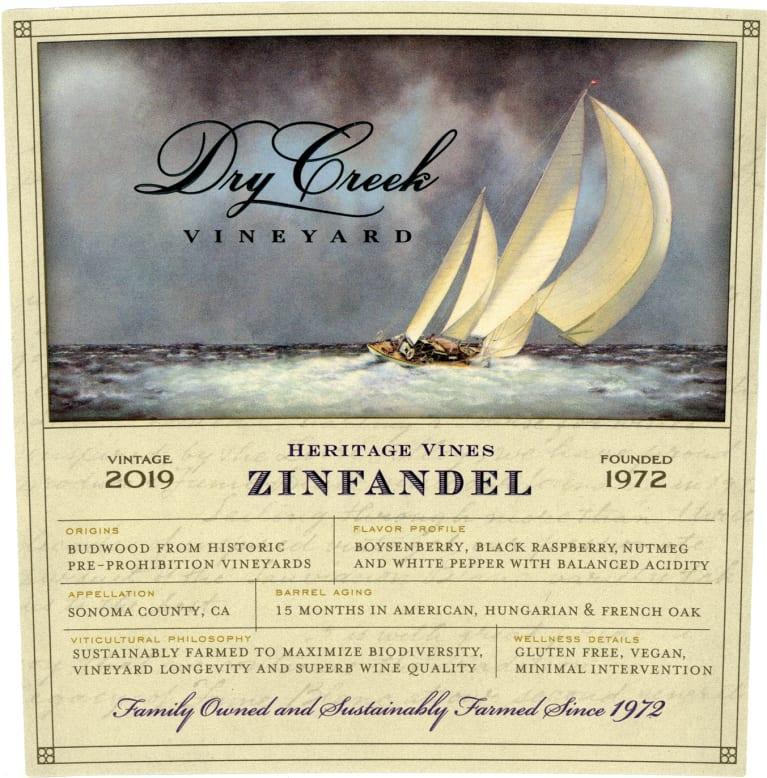 Dry Creek
VINEYARD
HERITAGE VINES
VINTAGE
2019
ZINFANDEL
FOUNDED
1972
ORIGINS
BUDWOOD FROM HISTORIC
PRE-PROHIBITION VINEYARDS
FLAVOR PROFILE
BOYSENBERRY, BLACK RASPBERRY, NUTMEG
AND WHITE PEPPER WITH BALANCED ACIDITY
APPELLATION
SONOMA COUNTY, CA
BARREL AGING
15 MONTHS IN AMERICAN, HUNGARIAN & FRENCH OAK
VITICULTURAL PHILOSOPHY
SUSTAINABLY FARMED TO MAXIMIZE BIODIVERSITY,
VINEYARD LONGEVITY AND SUPERB WINE QUALITY
WELLNESS DETAILS
GLUTEN FREE, VEGAN,
MINIMAL INTERVENTION
Family Owned and Sustainably Farmed Since 1972